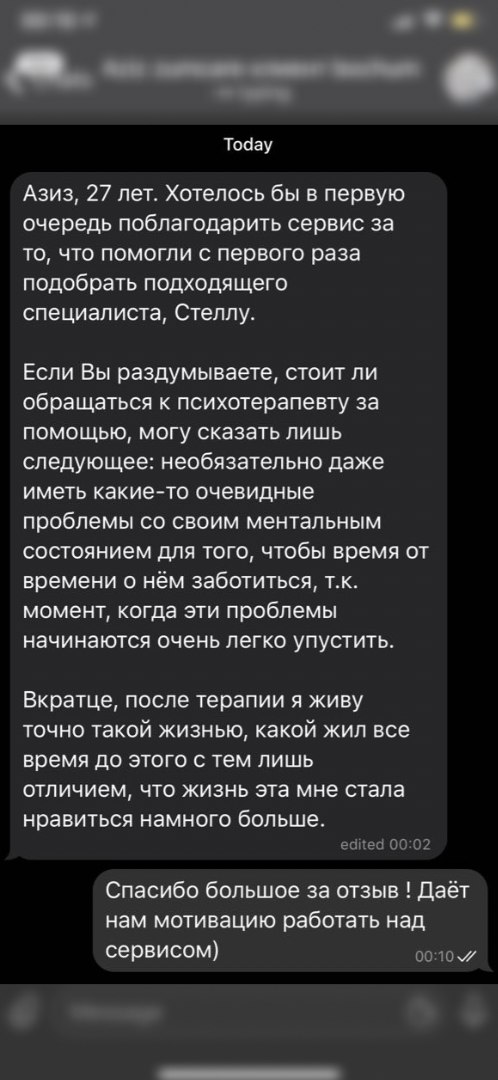 Today
Азиз, 27 лет. Хотелось бы в первую
очередь поблагодарить сервис за
то, что помогли с первого раза
подобрать подходящего
специалиста, Стеллу.
Если Вы раздумываете, стоит ли
обращаться к психотерапевту за
помощью, могу сказать лишь
следующее: необязательно даже
иметь какие-то очевидные
проблемы со своим ментальным
состоянием для того, чтобы время от
времени о нём заботиться, т.к.
момент, когда эти проблемы
начинаются очень легко упустить.
Вкратце, после терапии я живу
точно такой жизнью, какой жил все
время до этого с тем лишь
отличием, что жизнь эта мне стала
нравиться намного больше.
edited 00:02
Спасибо большое за отзыв ! Даёт
нам мотивацию работать над
сервисом)
00:10